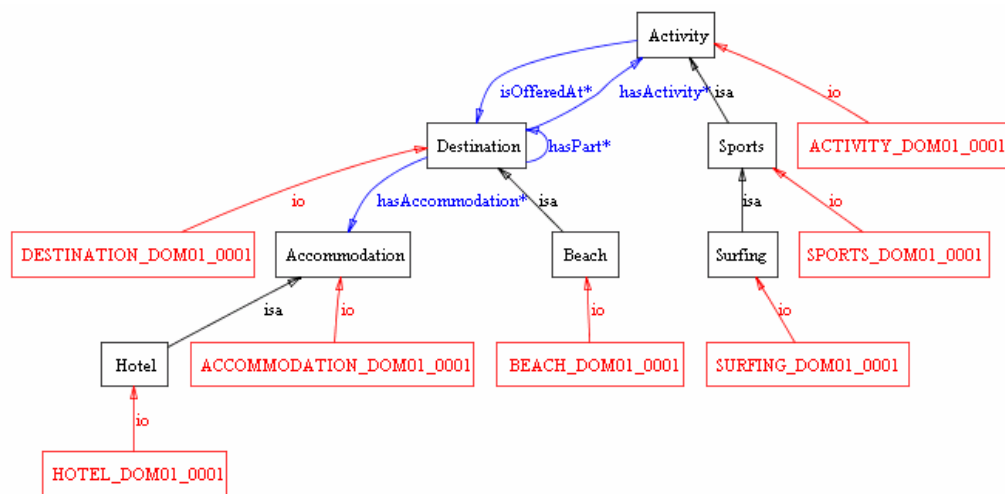 Activity
isOfferedAt*
hasActivity*
isa
io
Destination
hasPart*
Sports
ACTIVITY_DOM01_0001
io
hasAccommodation*
isa
isa
io
DESTINATION_DOM01_0001
Accommodation
Beach
Surfing
SPORTS_DOM01_0001
isa
io
io
io
Hotel
ACCOMMODATION_DOM01_0001
BEACH_DOM01_0001
SURFING_DOM01_0001
io
HOTEL_DOM01_0001